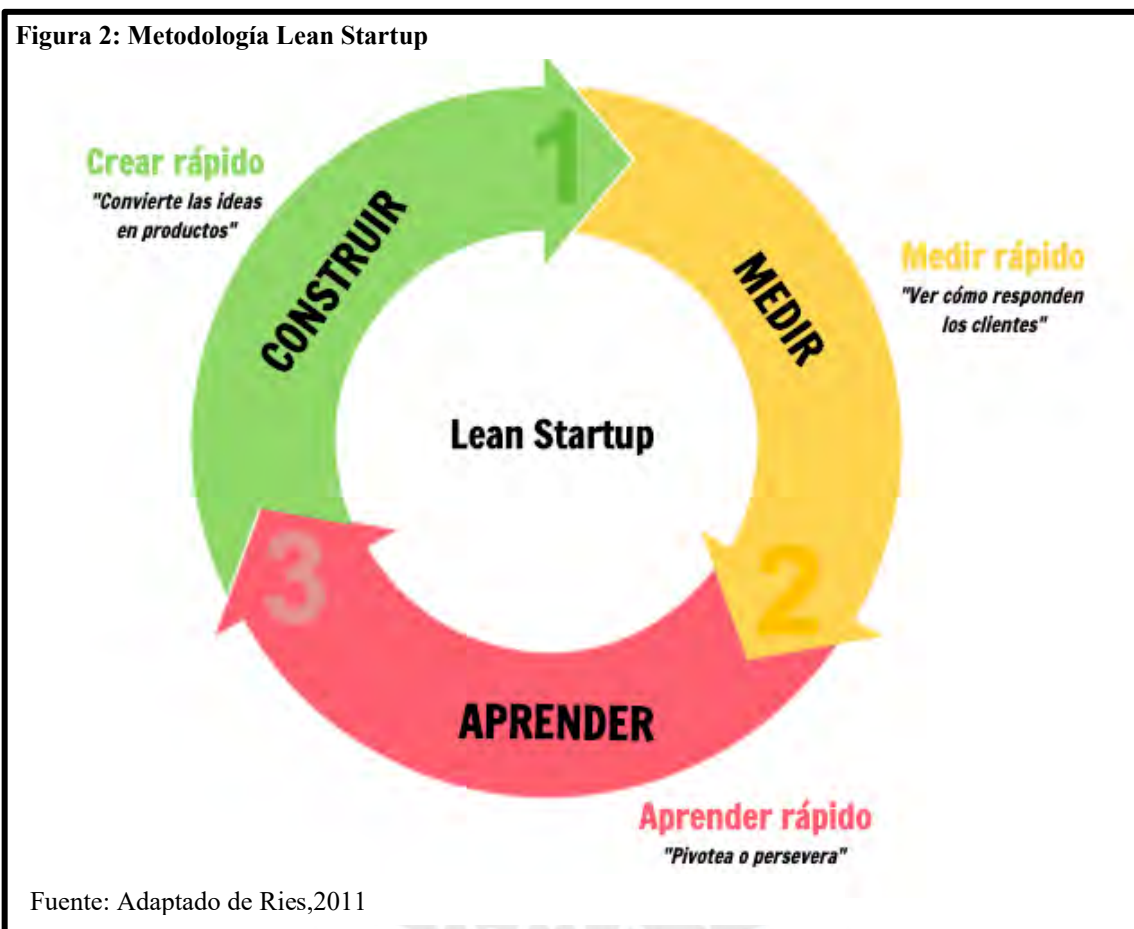 Figura 2: Metodología Lean Startup
1
Crear rápido
"Convierte las ideas
en productos"
CONSTRUIR
MEDIR
Medir rápido
"Ver cómo responden
los clientes"
Lean Startup
3
2
APRENDER
Aprender rápido
"Pivotea o persevera"
Fuente: Adaptado de Ries,2011